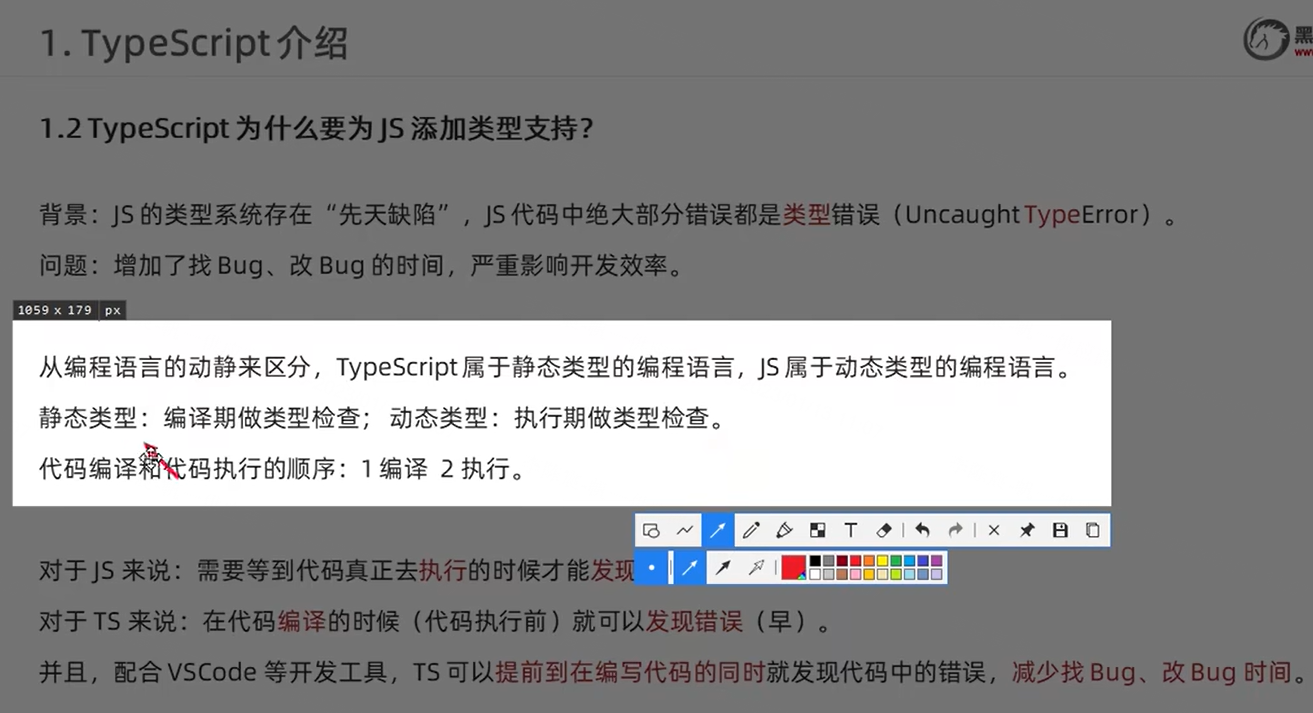 1. TypeScript 介绍
黑
www
1.2 TypeScript 为什么要为 JS 添加类型支持？
背景：JS 的类型系统存在“先天缺陷”，JS 代码中绝大部分错误都是类型错误（Uncaught TypeError）。
问题：增加了找 Bug、改 Bug 的时间，严重影响开发效率。
1059 x 179 px
从编程语言的动静来区分，TypeScript 属于静态类型的编程语言，JS 属于动态类型的编程语言。
静态类型：编译期做类型检查； 动态类型：执行期做类型检查。
代码编译和代码执行的顺序：1 编译 2 执行。
T
对于 JS 来说：需要等到代码真正去执行的时候才能发现
对于 TS 来说：在代码编译的时候（代码执行前）就可以发现错误（早）。
并且，配合 VSCode 等开发工具，TS 可以提前到在编写代码的同时就发现代码中的错误，减少找 Bug、改 Bug 时间。